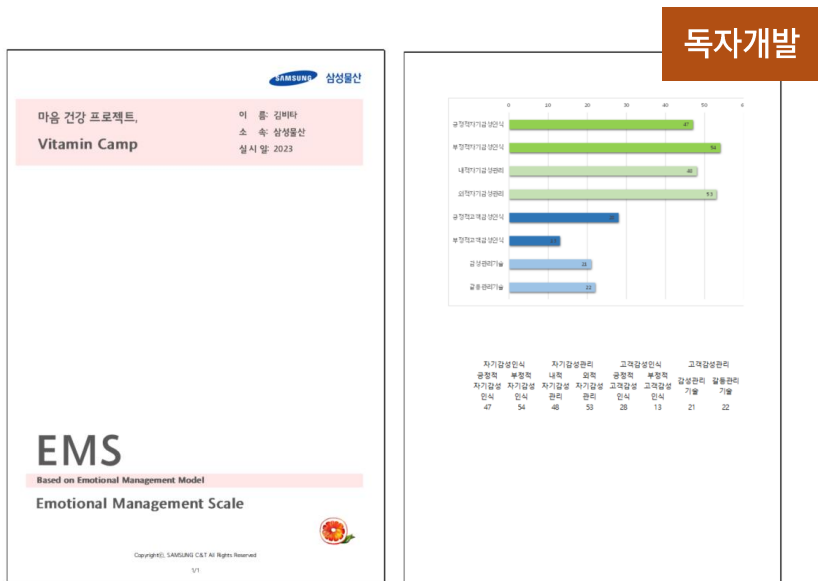 독자개발
SAMSUNG 삼성물산
마음 건강 프로젝트,
Vitamin Camp
이 름: 김비타
소 속: 삼성물산
실시 일: 2023
EMS
Based on Emotional Management Model
Emotional Management Scale
Copyrightⓒ, SAMSUNG C&T All Rights Reserved
1/1
0 10 20 30 40 50 6
긍정적자기감성인식 47
부정적자기감성인식 54
내적자기감성관리 48
외적자기감성관리 53
긍정적고객감성인식 28
부정적고객감성인식 13
감성관리기술 21
갈등관리기술 22
자기감성인식 자기감성관리 고객감성인식 고객감성관리
긍정적 부정적 내적 외적 긍정적 부정적 감성관리 갈등관리
자기감성 자기감성 자기감성 자기감성 고객감성 고객감성 기술 기술
인식 인식 관리 관리 인식 인식
47 54 48 53 28 13 21 22